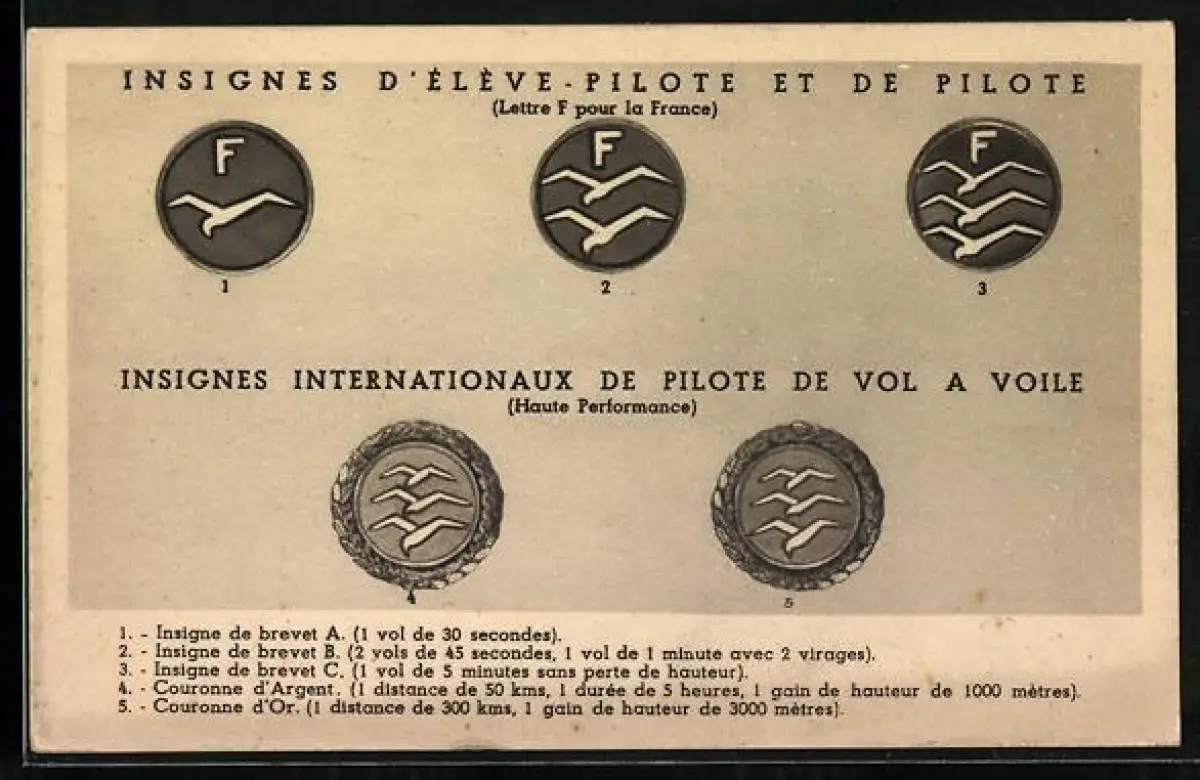 INSIGNES D'ÉLÈVE-PILOTE ET DE PILOTE
(Lettre F pour la France)
F
F
F
1
2
3
INSIGNES INTERNATIONAUX DE PILOTE DE VOL A VOILE
(Haute Performance)
4
5
1. - Insigne de brevet A. (1 vol de 30 secondes).
2. - Insigne de brevet B. (2 vols de 45 secondes, 1 vol de 1 minute avec 2 virages).
3. - Insigne de brevet C. (1 vol de 5 minutes sans perte de hauteur).
4. - Couronne d'Argent. (1 distance de 50 kms, 1 durée de 5 heures, 1 gain de hauteur de 1000 mètres).
5. - Couronne d'Or. (1 distance de 300 kms, 1 gain de hauteur de 3000 mètres).